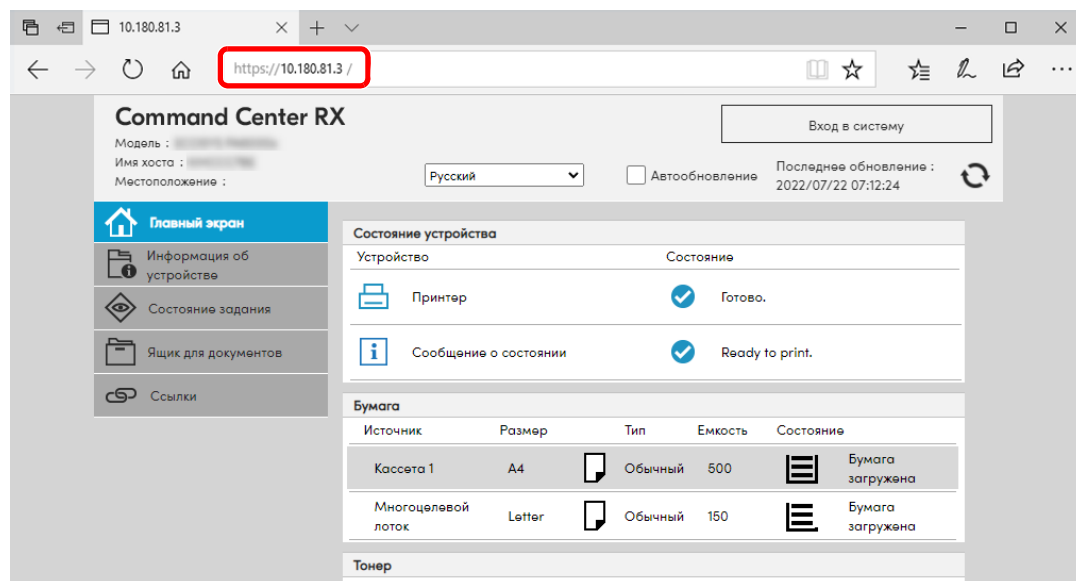 10.180.81.3
https://10.180.81.3 /
Command Center RX
Вход в систему
Модель :
Имя хоста :
Местоположение :
Русский
Автообновление
Последнее обновление :
2022/07/22 07:12:24
Главный экран
Информация об
устройстве
Состояние задания
Ящик для документов
Ссылки
Состояние устройства
Устройство Состояние
Принтер Готово.
Сообщение о состоянии Ready to print.
Бумага
Источник Размер Тип Емкость Состояние
Кассета 1 A4 Обычный 500 Бумага
загружена
Многоцелевой
лоток Letter Обычный 150 Бумага
загружена
Тонер